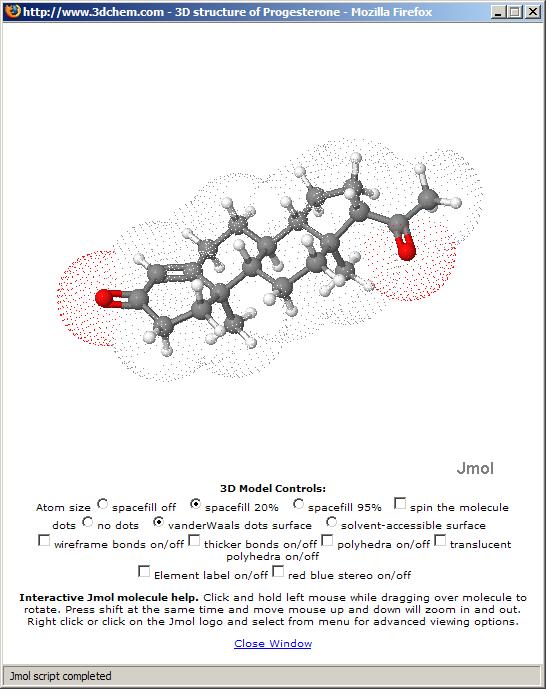 http://www.3dchem.com - 3D structure of Progesterone - Mozilla Firefox
Jmol
3D Model Controls:
Atom size spacefill off spacefill 20% spacefill 95% spin the molecule
dots no dots vanderWaals dots surface solvent-accessible surface
wireframe bonds on/off thicker bonds on/off polyhedra on/off translucent
polyhedra on/off
Element label on/off red blue stereo on/off
Interactive Jmol molecule help. Click and hold left mouse while dragging over molecule to
rotate. Press shift at the same time and move mouse up and down will zoom in and out.
Right click or click on the Jmol logo and select from menu for advanced viewing options.
Close Window
Jmol script completed